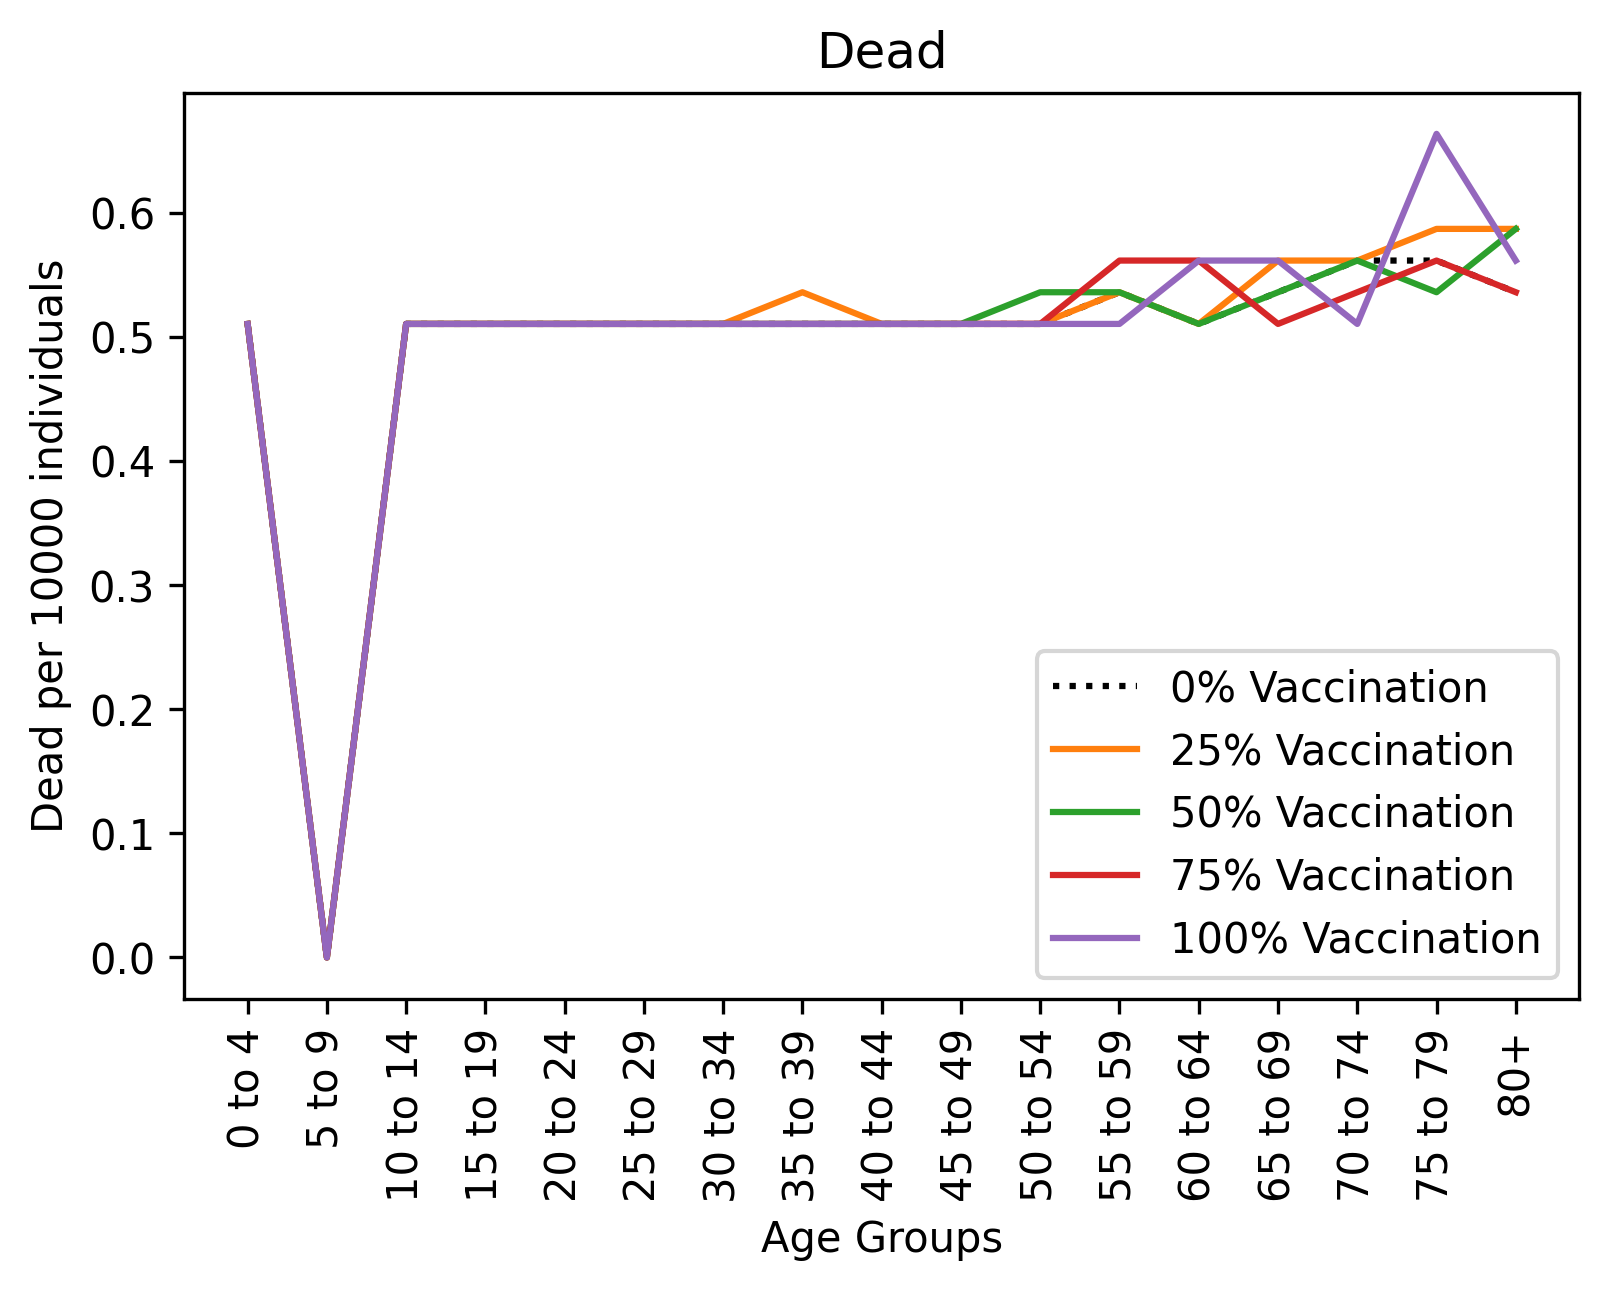 Dead
Dead per 10000 individuals
0.6
0.5
0.4
0.3
0.2
0.1
0.0
0% Vaccination
25% Vaccination
50% Vaccination
75% Vaccination
100% Vaccination
0 to 4
5 to 9
10 to 14
15 to 19
20 to 24
25 to 29
30 to 34
35 to 39
40 to 44
45 to 49
50 to 54
55 to 59
60 to 64
65 to 69
70 to 74
75 to 79
80+
Age Groups